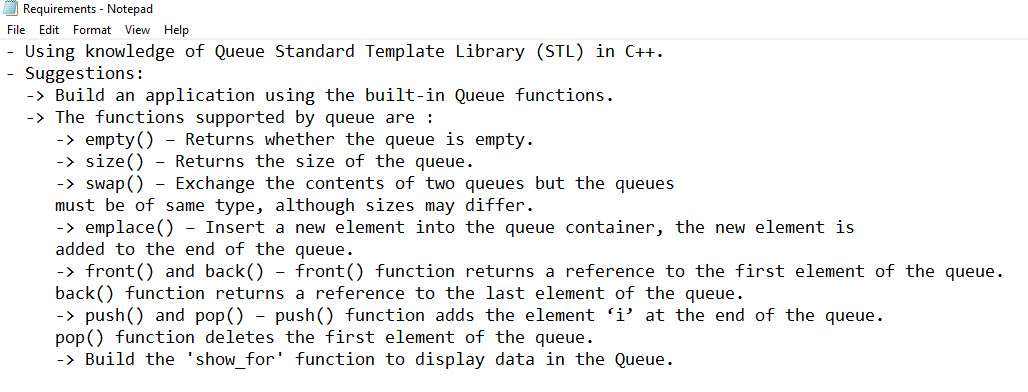 Requirements - Notepad
File Edit Format View Help
- Using knowledge of Queue Standard Template Library (STL) in C++.
- Suggestions:
-> Build an application using the built-in Queue functions.
-> The functions supported by queue are :
-> empty() – Returns whether the queue is empty.
-> size() – Returns the size of the queue.
-> swap() – Exchange the contents of two queues but the queues
must be of same type, although sizes may differ.
-> emplace() – Insert a new element into the queue container, the new element is
added to the end of the queue.
-> front() and back() – front() function returns a reference to the first element of the queue.
back() function returns a reference to the last element of the queue.
-> push() and pop() – push() function adds the element ‘i’ at the end of the queue.
pop() function deletes the first element of the queue.
-> Build the 'show_for' function to display data in the Queue.